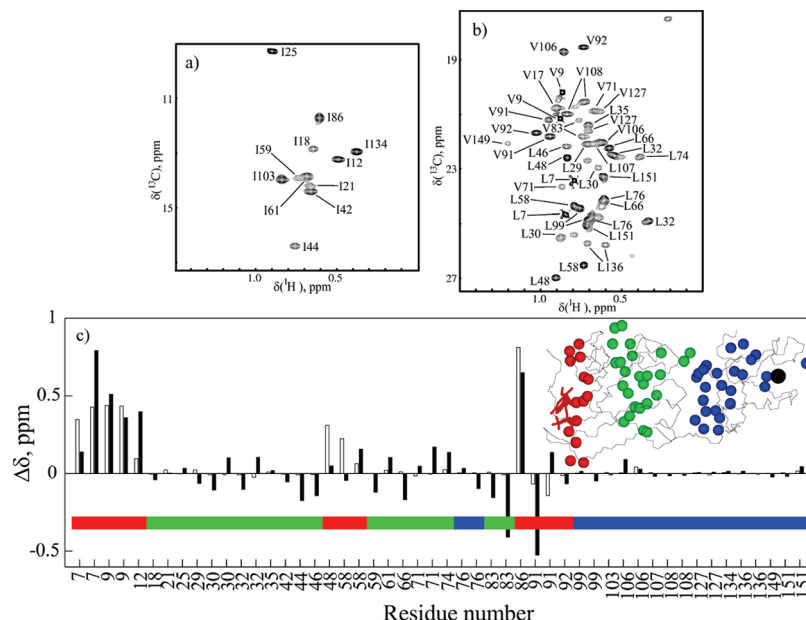 a)
I25
11
I86
I18
I134
I112
I59
I103
I21
15
I61
I42
I44
1.0
0.5
δ(¹H ), ppm
δ(¹³C), ppm
b)
V92
19
V106
V9
V108
V17
V71
V127
V9
V91
L35
V127
V92
V83
V106
V149
L66
V91
L46
L32
L74
23
L48
L29
L107
L7
L30
L151
V71
L58
L76
L66
L7
L99
L76
L30
L151
L32
L136
L58
27
L48
1.0
0.5
δ(¹H ), ppm
δ(¹³C), ppm
c)
1
0.5
0
-0.5
Δδ, ppm
7 7 9 9 12 18 21 25 29 30 30 32 32 35 42 44 46 48 58 58 59 61 66 71 71 74 76 76 83 83 86 91 91 92 99 99 103 106 106 107 108 108 127 127 134 136 136 149 151 151
Residue number